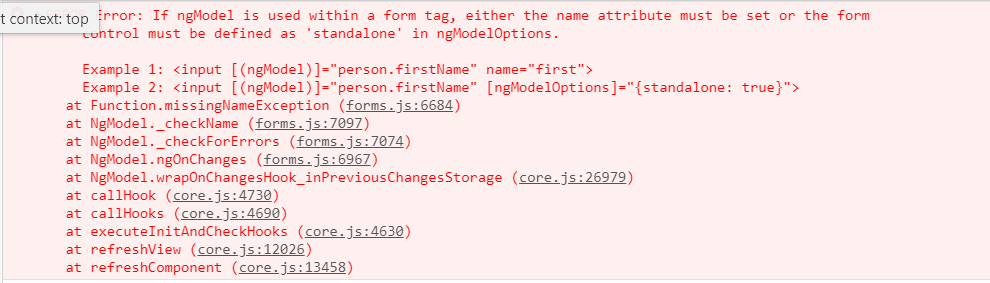 t context: top
Error: If ngModel is used within a form tag, either the name attribute must be set or the form
control must be defined as 'standalone' in ngModelOptions.
Example 1: <input [(ngModel)]="person.firstName" name="first">
Example 2: <input [(ngModel)]="person.firstName" [ngModelOptions]="{standalone: true}">
at Function.missingNameException (forms.js:6684)
at NgModel._checkName (forms.js:7097)
at NgModel._checkForErrors (forms.js:7074)
at NgModel.ngOnChanges (forms.js:6967)
at NgModel.wrapOnChangesHook_inPreviousChangesStorage (core.js:26979)
at callHook (core.js:4730)
at callHooks (core.js:4690)
at executeInitAndCheckHooks (core.js:4630)
at refreshView (core.js:12026)
at refreshComponent (core.js:13458)